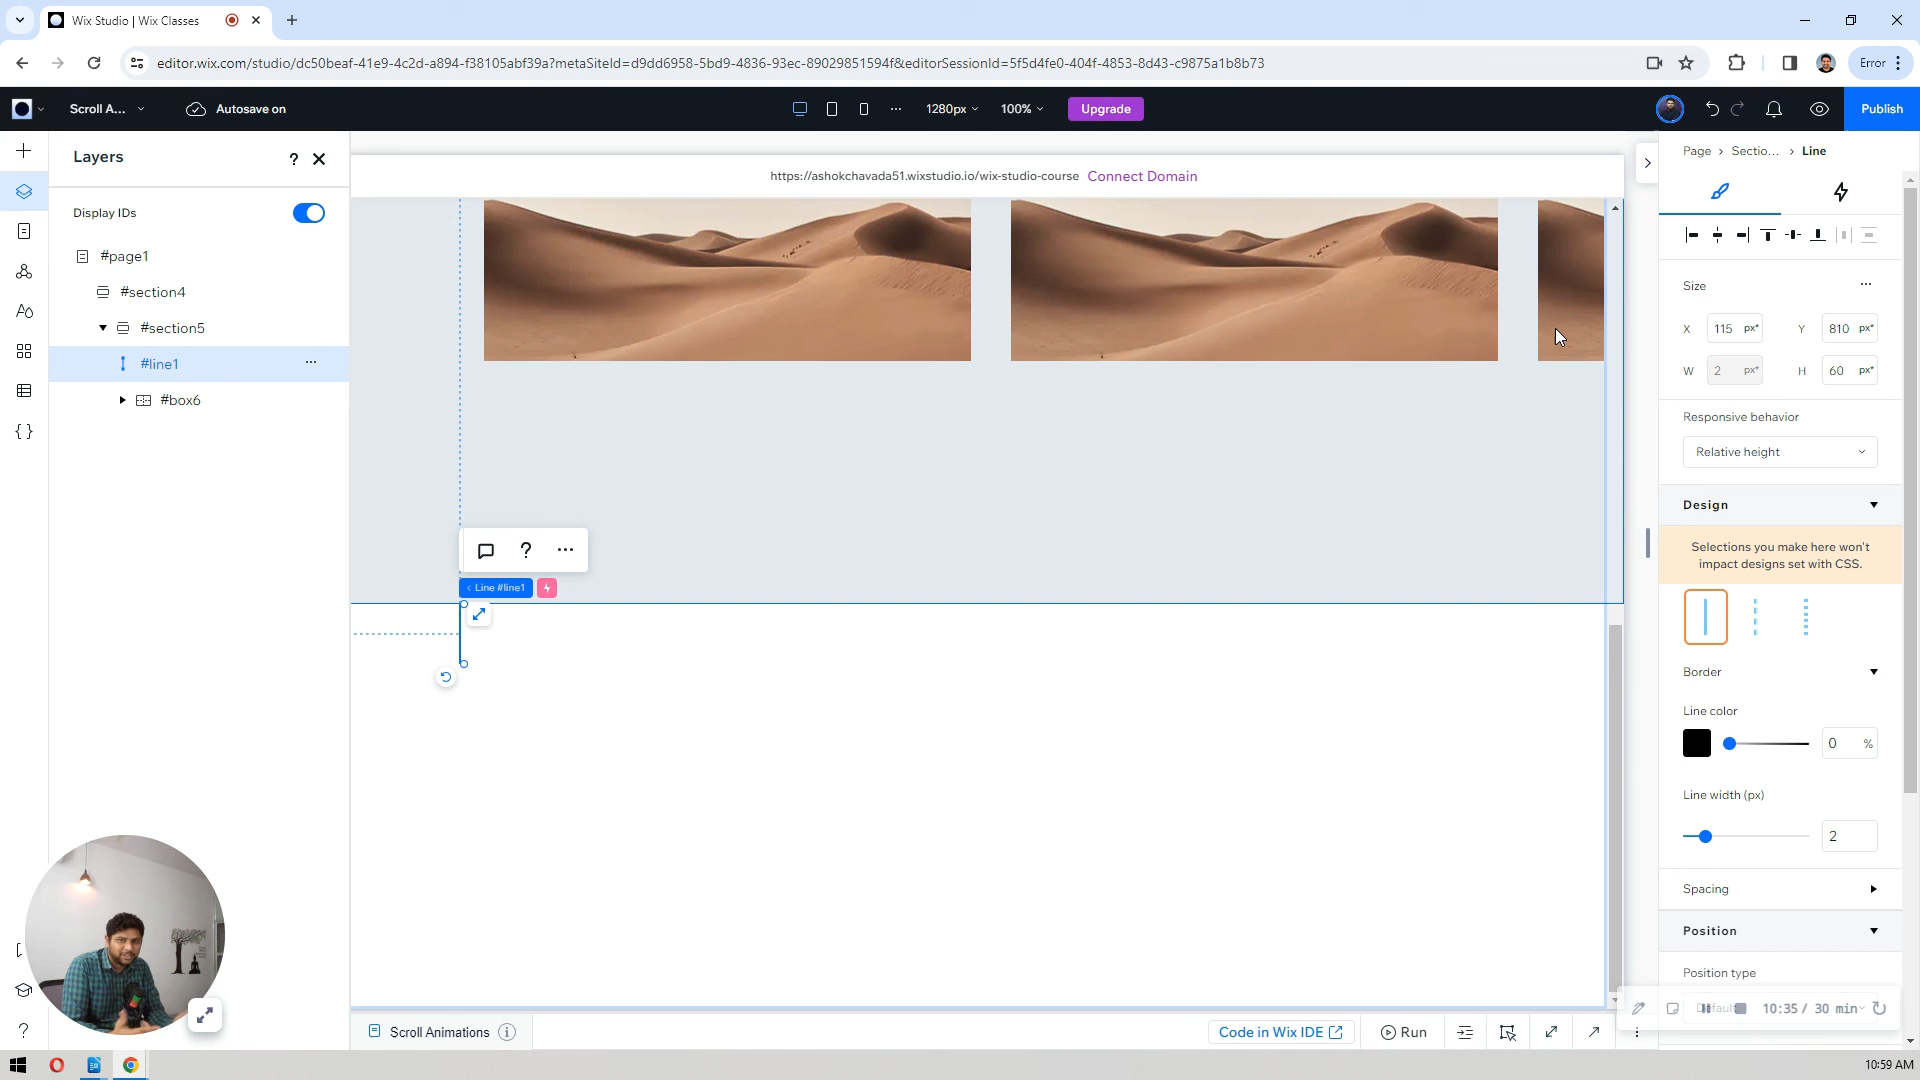 Wix Studio | Wix Classes
editor.wix.com/studio/dc50beaf-41e9-4c2d-a894-f38105abf39a?metaSiteId=d9dd6958-5bd9-4836-93ec-89029851594f&editorSessionId=5f5d4fe0-404f-4853-8d43-c9875a1b8b73
Error
Scroll A...
Autosave on
1280px
100%
Upgrade
Publish
Layers
?
Display IDs
#page1
#section4
#section5
#line1
#box6
https://ashokchavada51.wixstudio.io/wix-studio-course Connect Domain
?
Line #line1
Page > Sectio... > Line
Size
X 115 px* Y 810 px*
W 2 px* H 60 px*
Responsive behavior
Relative height
Design
Selections you make here won't
impact designs set with CSS.
Border
Line color
0 %
Line width (px)
2
Spacing
Position
Position type
10:35 / 30 min
?
Scroll Animations
Code in Wix IDE
Run
10:59 AM